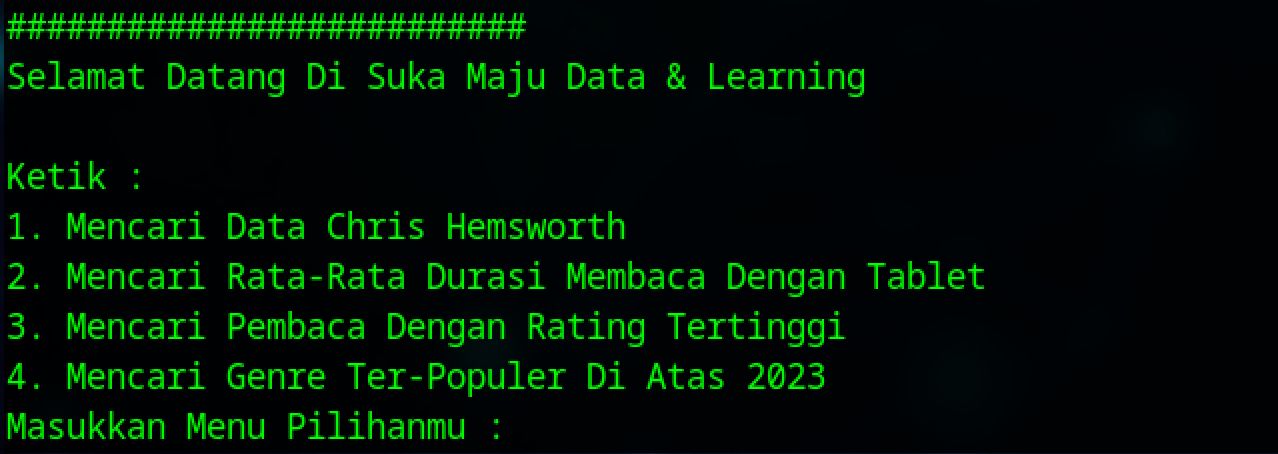 ##########################
Selamat Datang Di Suka Maju Data & Learning
Ketik :
1. Mencari Data Chris Hemsworth
2. Mencari Rata-Rata Durasi Membaca Dengan Tablet
3. Mencari Pembaca Dengan Rating Tertinggi
4. Mencari Genre Ter-Populer Di Atas 2023
Masukkan Menu Pilihanmu :